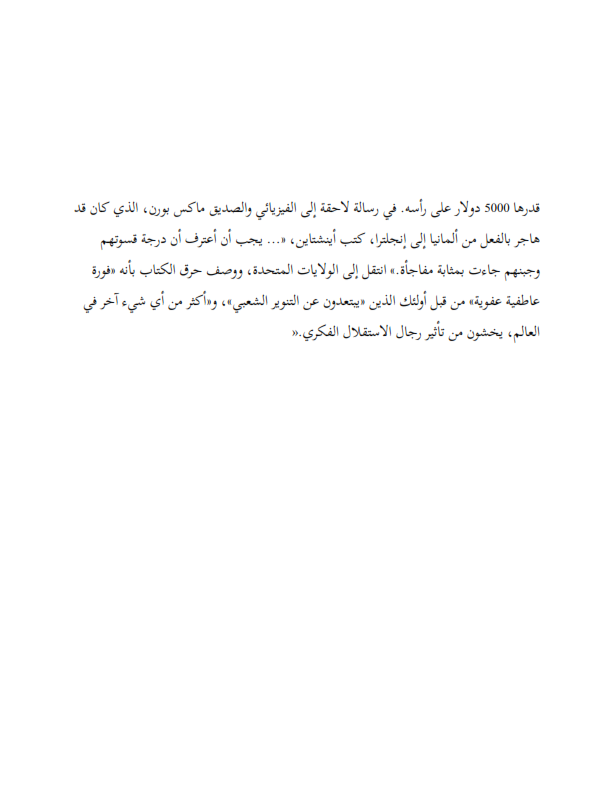 قدرها 5000 دولار على رأسه. في رسالة لاحقة إلى الفيزيائي والصديق ماكس بورن، الذي كان قد
هاجر بالفعل من ألمانيا إلى إنجلترا، كتب أينشتاين، «... يجب أن أعترف أن درجة قسوتهم
وجبنهم جاءت بمثابة مفاجأة.» انتقل إلى الولايات المتحدة، ووصف حرق الكتاب بأنه «فورة
عاطفية عفوية» من قبل أولئك الذين «يبتعدون عن التنوير الشعبي»، و«أكثر من أي شيء آخر في
العالم، يخشون من تأثير رجال الاستقلال الفكري.»